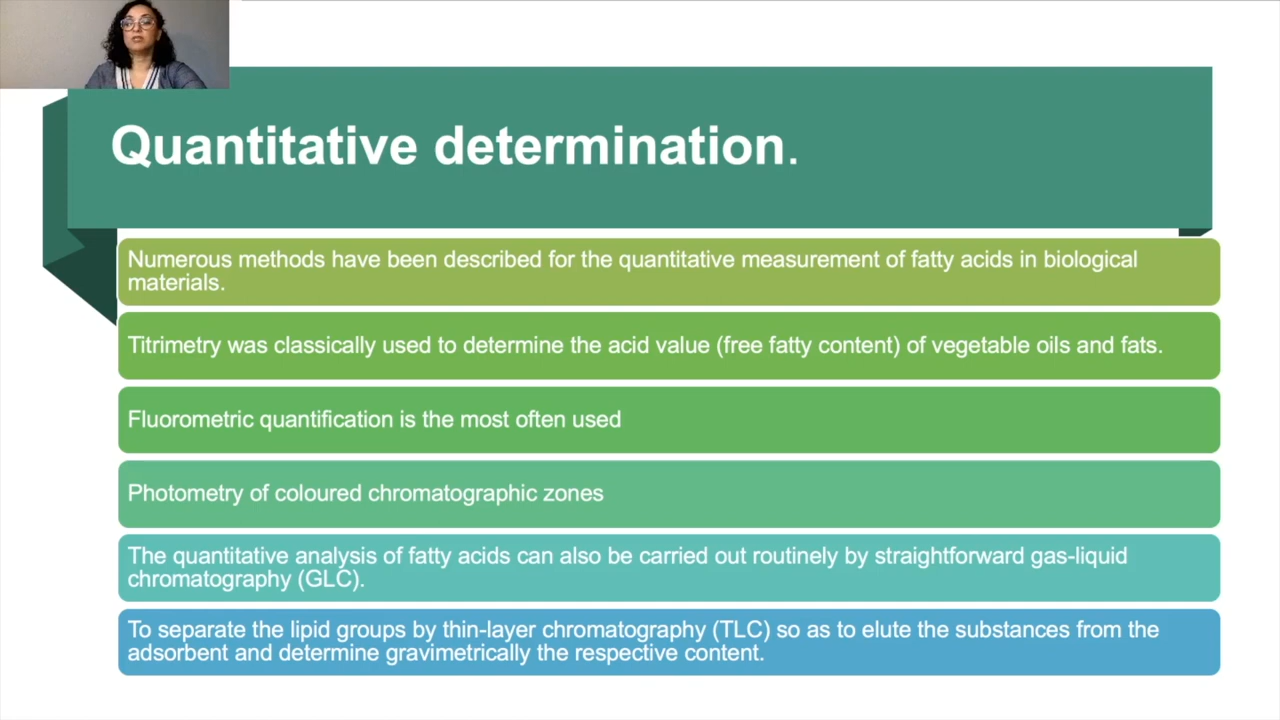 Quantitative determination.
Numerous methods have been described for the quantitative measurement of fatty acids in biological
materials.
Titrimetry was classically used to determine the acid value (free fatty content) of vegetable oils and fats.
Fluorometric quantification is the most often used
Photometry of coloured chromatographic zones
The quantitative analysis of fatty acids can also be carried out routinely by straightforward gas-liquid
chromatography (GLC).
To separate the lipid groups by thin-layer chromatography (TLC) so as to elute the substances from the
adsorbent and determine gravimetrically the respective content.